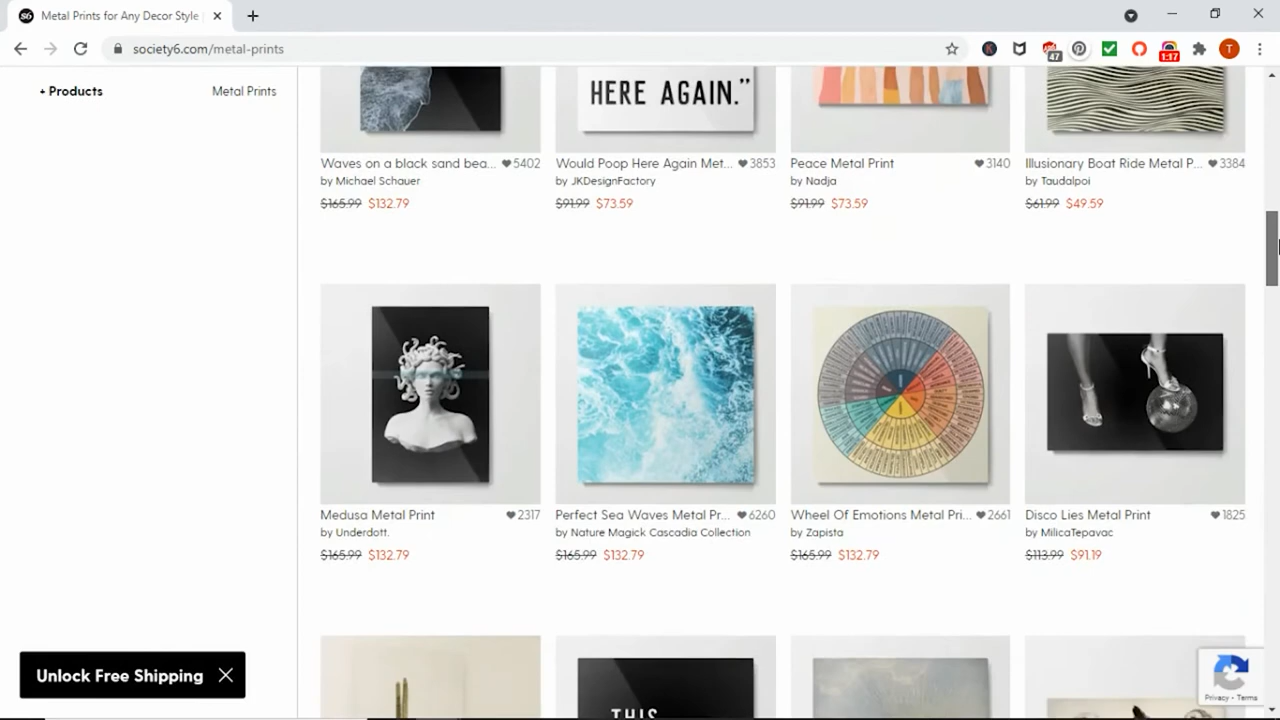 S6 Metal Prints for Any Decor Style
society6.com/metal-prints
47
1:17
T
+ Products
Metal Prints
HERE AGAIN.”
Waves on a black sand bea... 5402
by Michael Schauer
$165.99 $132.79
Would Poop Here Again Met... 3853
by JKDesignFactory
$91.99 $73.59
Peace Metal Print 3140
by Nadja
$91.99 $73.59
Illusionary Boat Ride Metal P... 3384
by Taudalpoi
$61.99 $49.59
Medusa Metal Print 2317
by Underdott.
$165.99 $132.79
Perfect Sea Waves Metal Pr... 6260
by Nature Magick Cascadia Collection
$165.99 $132.79
Wheel Of Emotions Metal Pri... 2661
by Zapista
$165.99 $132.79
Disco Lies Metal Print 1825
by MilicaTepavac
$113.99 $91.19
THIS
Unlock Free Shipping
Privacy - Terms